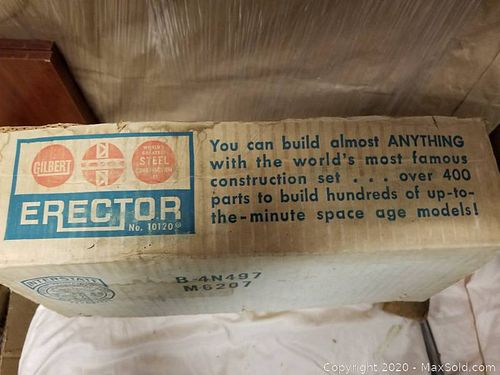 GILBERT
WORLD'S
GREATEST
STEEL
CONSTRUCTION
ERECTOR
No. 10120
You can build almost ANYTHING
with the world's most famous
construction set . . . over 400
parts to build hundreds of up-to-
the-minute space age models!
B-4N497
M6207
Copyright 2020 - MaxSold.com